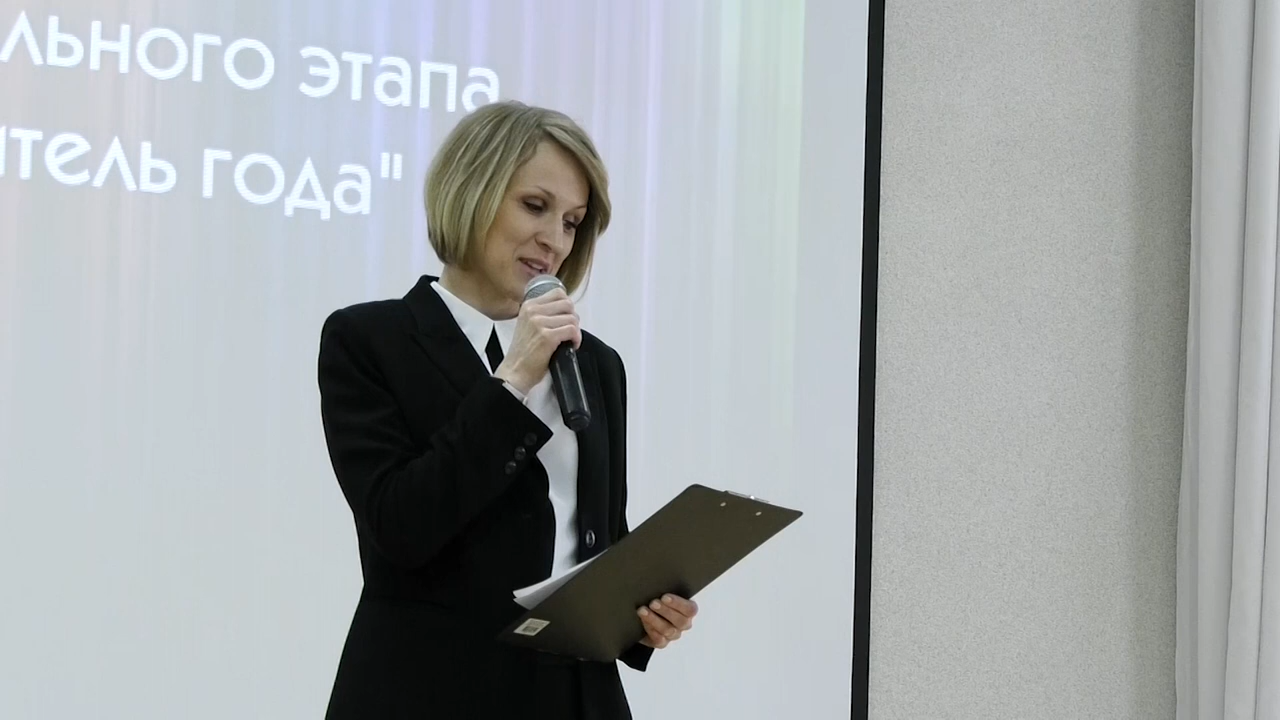 льного этапа
итель года"